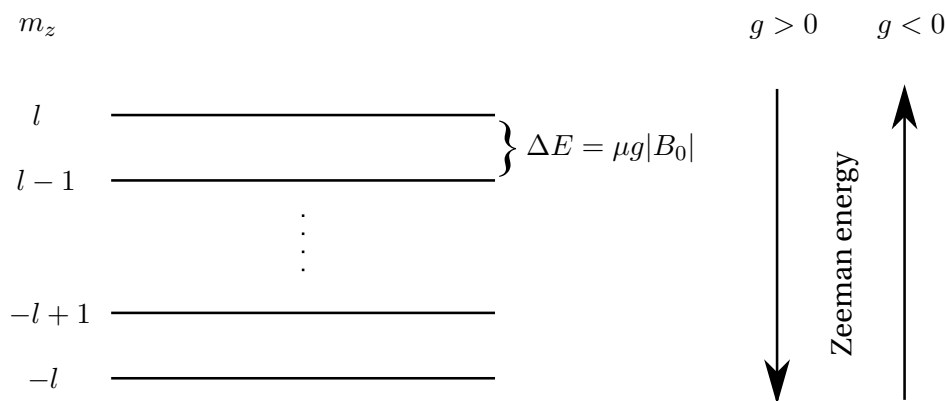 m_z g > 0 g < 0
l
ΔE = μg|B_0|
l − 1
−l + 1
−l
Zeeman energy